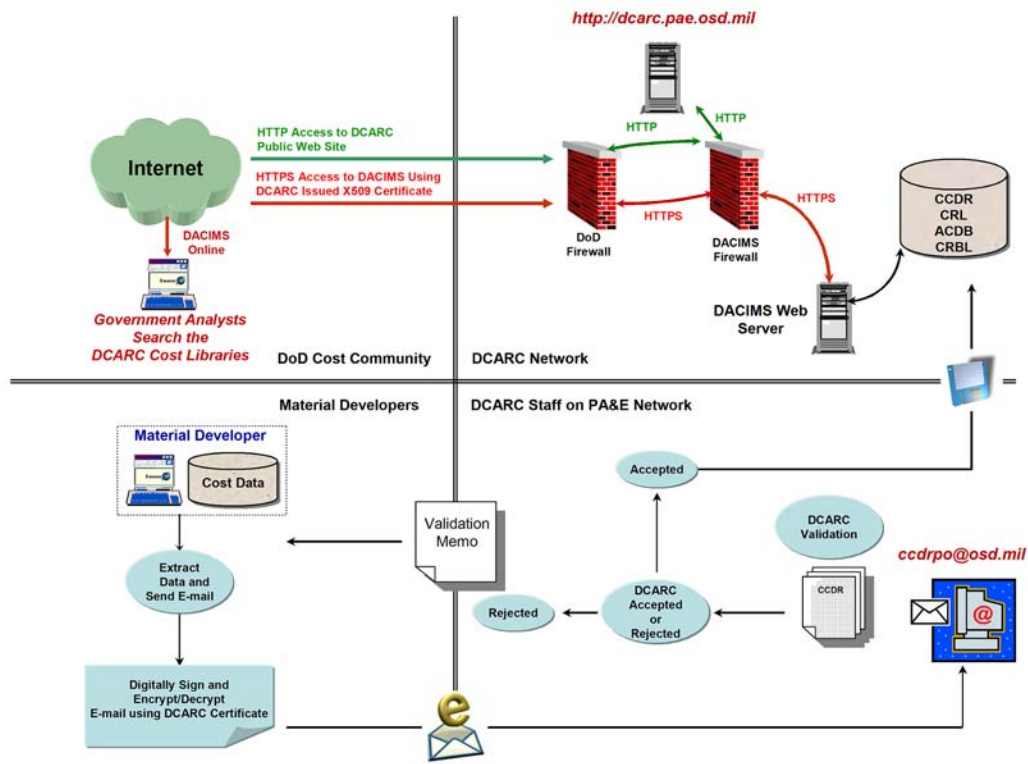 http://dcarc.pae.osd.mil
HTTP
HTTP
HTTP Access to DCARC
Public Web Site
Internet
HTTPS Access to DACIMS Using
DCARC Issued X509 Certificate
HTTPS
HTTPS
CCDR
CRL
ACDB
CRBL
DACIMS
Online
DoD
Firewall
DACIMS
Firewall
DACIMS Web
Server
Government Analysts
Search the
DCARC Cost Libraries
DoD Cost Community
DCARC Network
Material Developers
DCARC Staff on PA&E Network
Material Developer
Cost Data
Accepted
Validation
Memo
DCARC
Validation
ccdrpo@osd.mil
Extract
Data and
Send E-mail
CCDR
Rejected
DCARC
Accepted
or
Rejected
@
Digitally Sign and
Encrypt/Decrypt
E-mail using DCARC Certificate
e